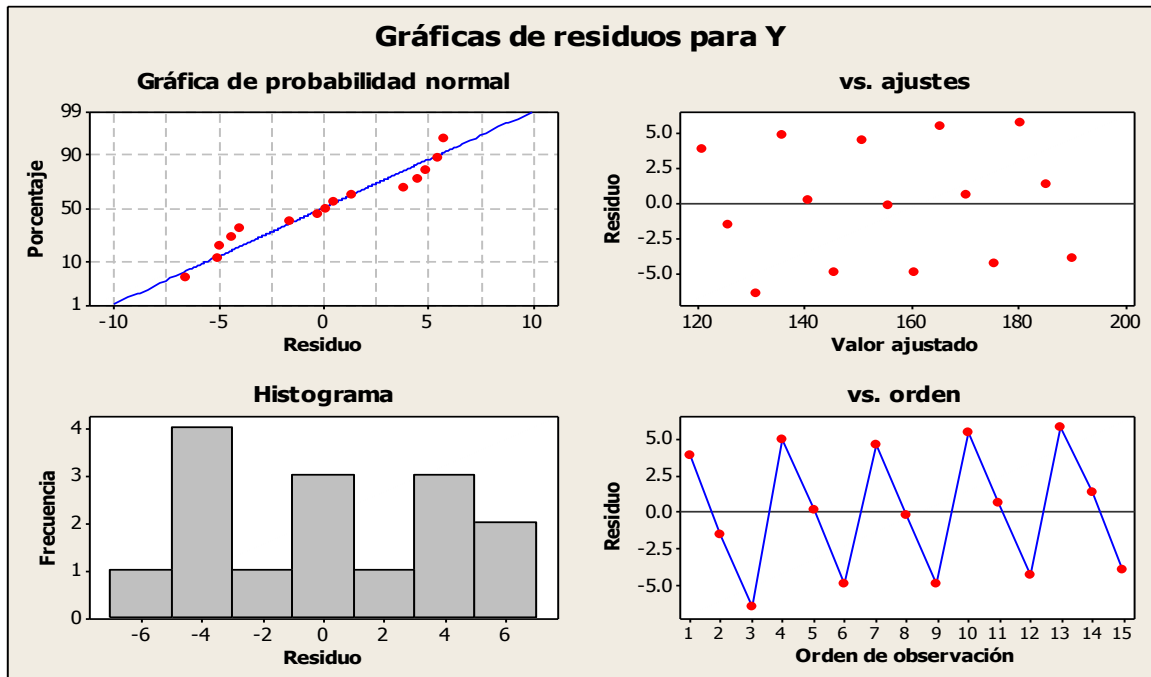 Gráficas de residuos para Y
Gráfica de probabilidad normal
Porcentaje
99
90
50
10
1
-10 -5 0 5 10
Residuo
vs. ajustes
Residuo
5.0
2.5
0.0
-2.5
-5.0
120 140 160 180 200
Valor ajustado
Histograma
Frecuencia
4
3
2
1
0
-6 -4 -2 0 2 4 6
Residuo
vs. orden
Residuo
5.0
2.5
0.0
-2.5
-5.0
1 2 3 4 5 6 7 8 9 10 11 12 13 14 15
Orden de observación